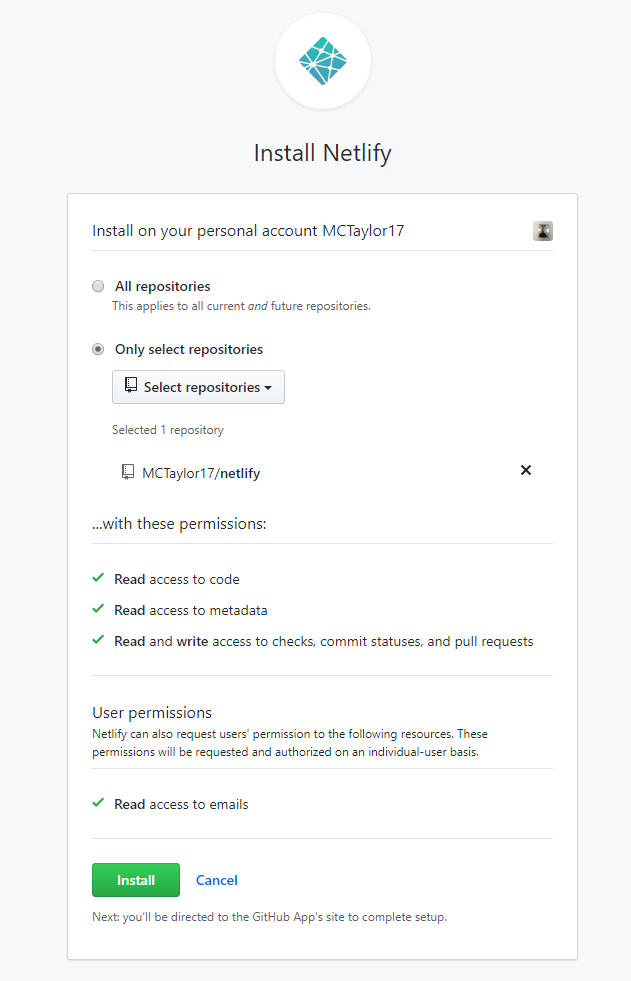 Install Netlify
Install on your personal account MCTaylor17
All repositories
This applies to all current and future repositories.
Only select repositories
Select repositories
Selected 1 repository
MCTaylor17/netlify
...with these permissions:
Read access to code
Read access to metadata
Read and write access to checks, commit statuses, and pull requests
User permissions
Netlify can also request users' permission to the following resources. These
permissions will be requested and authorized on an individual-user basis.
Read access to emails
Install Cancel
Next: you'll be directed to the GitHub App's site to complete setup.